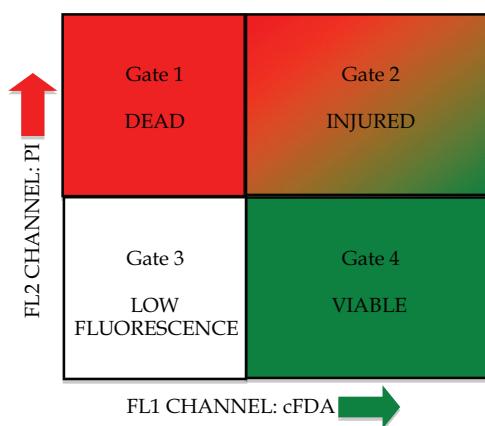 FL2 CHANNEL: PI
Gate 1
DEAD
Gate 2
INJURED
Gate 3
LOW
FLUORESCENCE
Gate 4
VIABLE
FL1 CHANNEL: cFDA